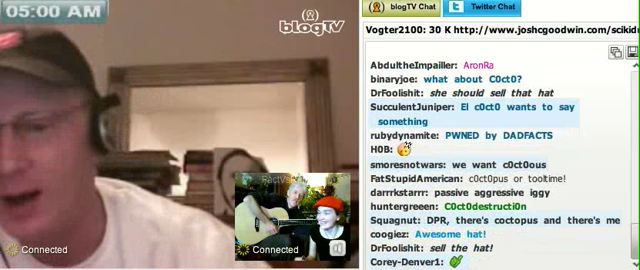 05:00 AM
blogTV
Connected
Connected
blogTV Chat
Twitter Chat
Vogter2100: 30 K http://www.joshcgoodwin.com/scikid
AbdultheImpailler: AronRa
binaryjoe: what about C0ct0?
DrFoolishit: she should sell that hat
SucculentJuniper: El c0ct0 wants to say
something
rubydynamite: PWNED by DADFACTS
H0B:
smoresnotwars: we want c0ct0ous
FatStupidAmerican: c0ct0pus or tooltime!
darrrkstarrr: passive aggressive iggy
huntergreeen: C0ct0destructi0n
Squagnut: DPR, there's coctopus and there's me
coogiez: Awesome hat!
DrFoolishit: sell the hat!
Corey-Denver1: